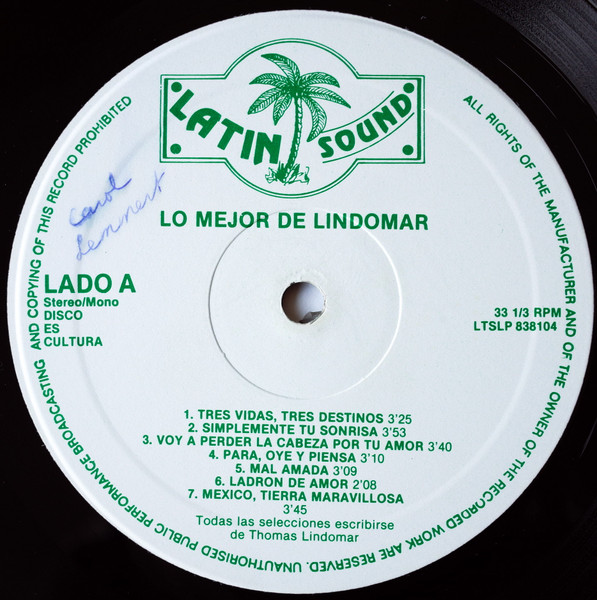 LATIN SOUND
LO MEJOR DE LINDOMAR
Carol
Lemmert
LADO A
Stereo/Mono
DISCO
ES
CULTURA
33 1/3 RPM
LTSLP 838104
1. TRES VIDAS, TRES DESTINOS 3'25
2. SIMPLEMENTE TU SONRISA 3'53
3. VOY A PERDER LA CABEZA POR TU AMOR 3'40
4. PARA, OYE Y PIENSA 3'10
5. MAL AMADA 3'09
6. LADRON DE AMOR 2'08
7. MEXICO, TIERRA MARAVILLOSA
3'45
Todas las selecciones escribirse
de Thomas Lindomar
ALL RIGHTS OF THE MANUFACTURER AND OF THE OWNER OF THE RECORDED WORK ARE RESERVED. UNAUTHORISED PUBLIC PERFORMANCE BROADCASTING AND COPYING OF THIS RECORD PROHIBITED